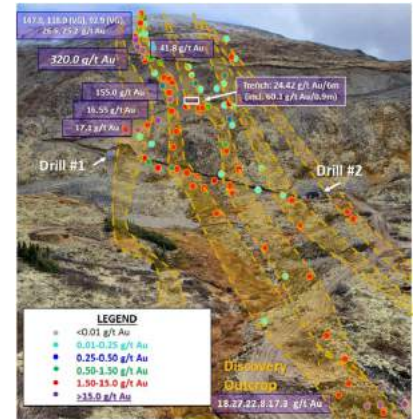 147.0, 118.0 (VG), 92.9 (VG)
26.6, 25.2 g/t Au
41.8 g/t Au
320.0 g/t Au
155.0 g/t Au
Trench: 24.42 g/t Au/6m
(incl. 60.1 g/t Au/0.9m)
16.55 g/t Au
17.1 g/t Au
Drill #1
Drill #2
LEGEND
<0.01 g/t Au
0.01-0.25 g/t Au
0.25-0.50 g/t Au
0.50-1.50 g/t Au
1.50-15.0 g/t Au
>15.0 g/t Au
Discovery
Outcrop
18.27,22.8,17.3 g/t Au